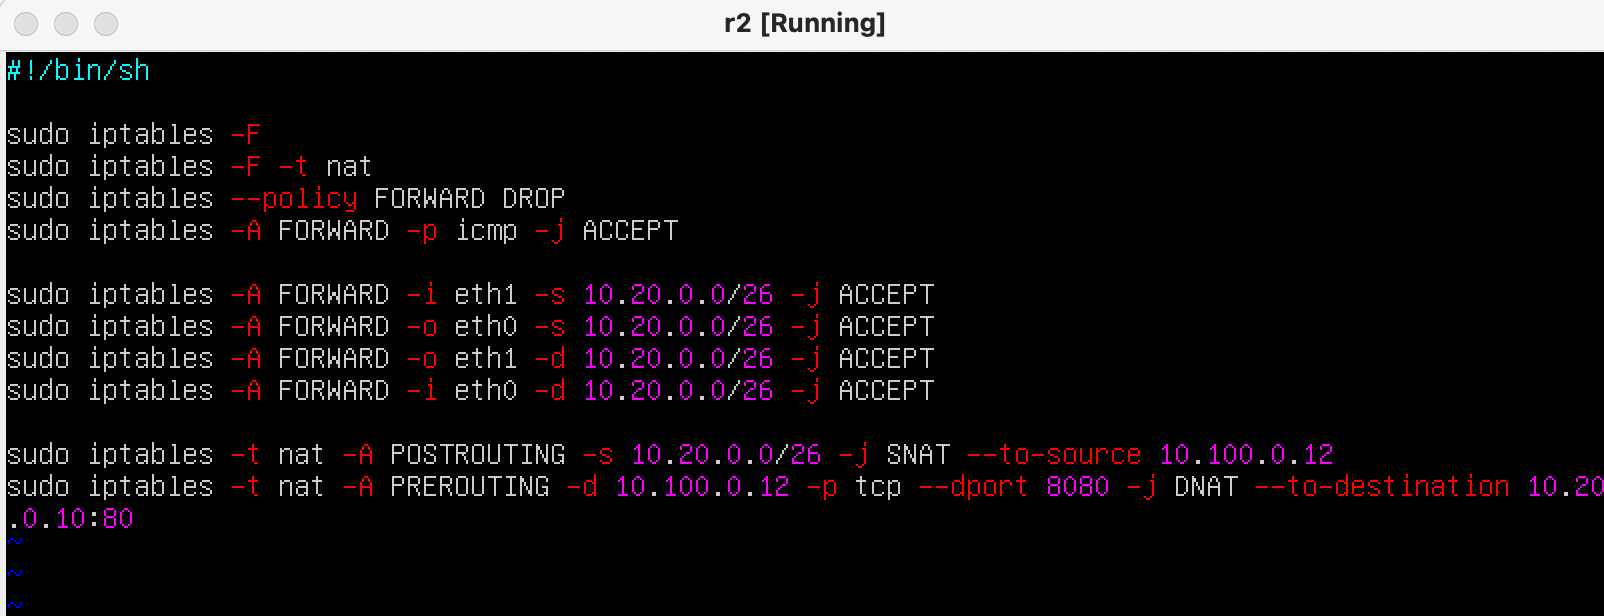 r2 [Running]
#!/bin/sh
sudo iptables -F
sudo iptables -F -t nat
sudo iptables --policy FORWARD DROP
sudo iptables -A FORWARD -p icmp -j ACCEPT
sudo iptables -A FORWARD -i eth1 -s 10.20.0.0/26 -j ACCEPT
sudo iptables -A FORWARD -o eth0 -s 10.20.0.0/26 -j ACCEPT
sudo iptables -A FORWARD -o eth1 -d 10.20.0.0/26 -j ACCEPT
sudo iptables -A FORWARD -i eth0 -d 10.20.0.0/26 -j ACCEPT
sudo iptables -t nat -A POSTROUTING -s 10.20.0.0/26 -j SNAT --to-source 10.100.0.12
sudo iptables -t nat -A PREROUTING -d 10.100.0.12 -p tcp --dport 8080 -j DNAT --to-destination 10.20
.0.10:80
~
~
~